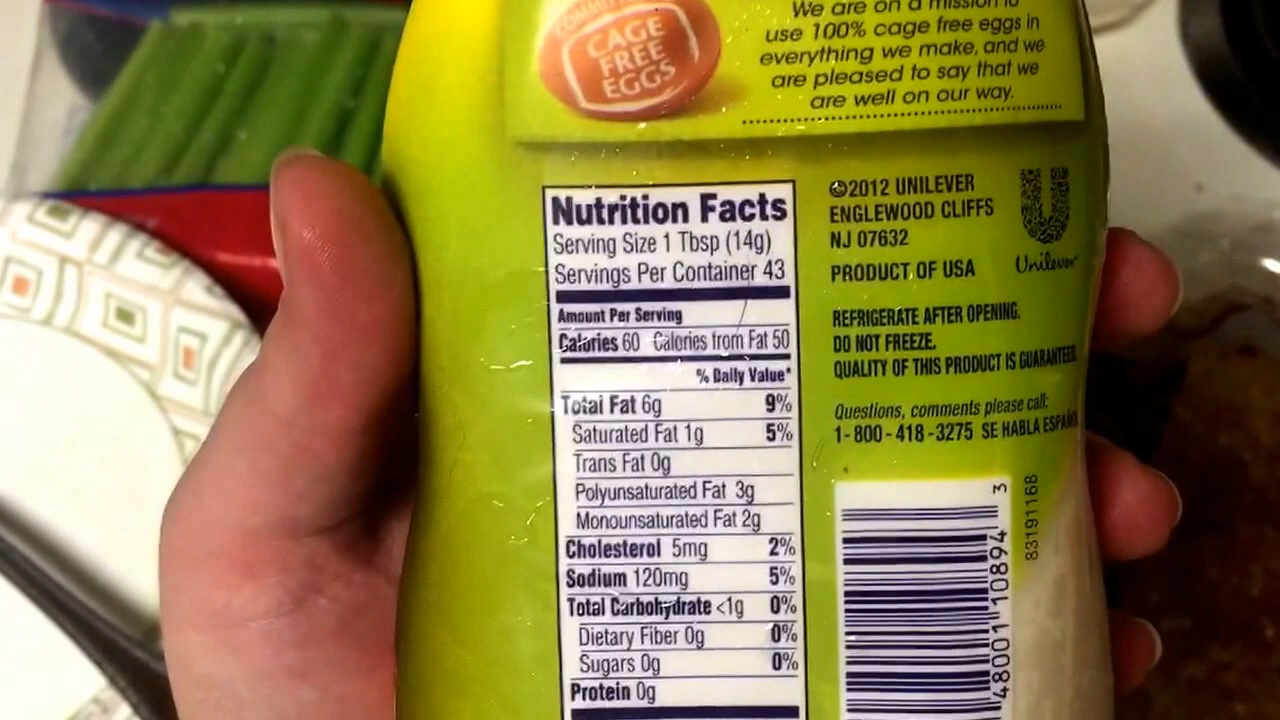 COMMIT
CAGE
FREE
EGGS
We are on a mission to
use 100% cage free eggs in
everything we make, and we
are pleased to say that we
are well on our way.
Nutrition Facts
Serving Size 1 Tbsp (14g)
Servings Per Container 43
Amount Per Serving
Calories 60 Calories from Fat 50
% Daily Value*
Total Fat 6g 9%
Saturated Fat 1g 5%
Trans Fat 0g
Polyunsaturated Fat 3g
Monounsaturated Fat 2g
Cholesterol 5mg 2%
Sodium 120mg 5%
Total Carbohydrate <1g 0%
Dietary Fiber 0g 0%
Sugars 0g 0%
Protein 0g
©2012 UNILEVER
ENGLEWOOD CLIFFS
NJ 07632
PRODUCT OF USA
Unilever
REFRIGERATE AFTER OPENING.
DO NOT FREEZE.
QUALITY OF THIS PRODUCT IS GUARANTEED
Questions, comments please call:
1-800-418-3275 SE HABLA ESPAÑOL
48001 10894 3
83191168